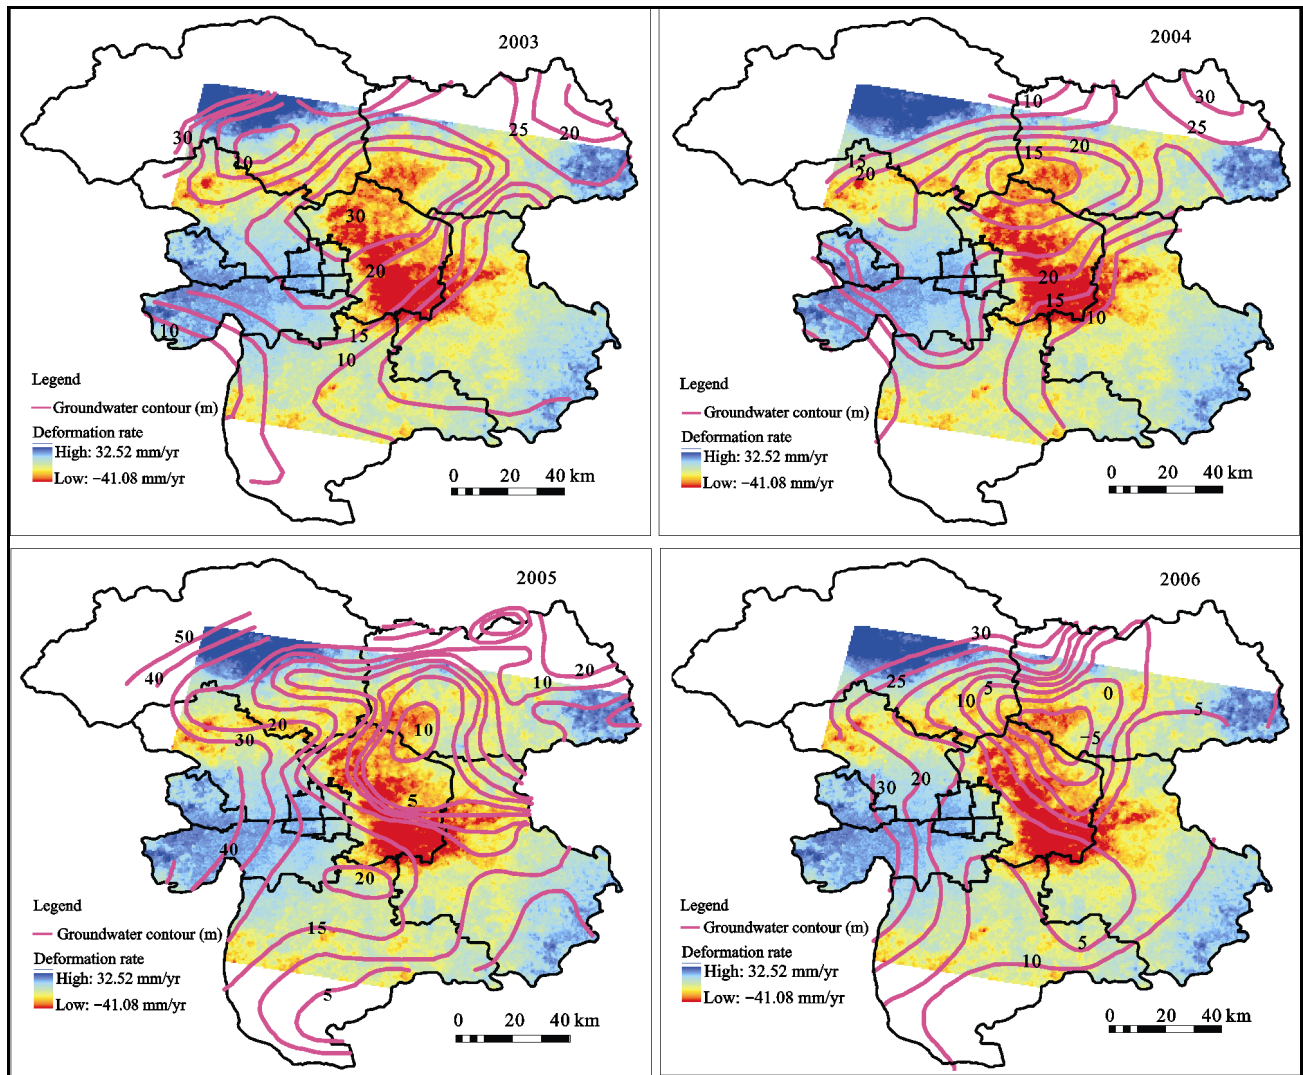 2003
30
10
25
20
30
20
15
10
10
Legend
Groundwater contour (m)
Deformation rate
High: 32.52 mm/yr
Low: −41.08 mm/yr
0 20 40 km
2004
10
30
25
20
15
15
20
20
15
10
Legend
Groundwater contour (m)
Deformation rate
High: 32.52 mm/yr
Low: −41.08 mm/yr
0 20 40 km
2005
50
40
20
10
20
30
10
5
40
20
15
5
Legend
Groundwater contour (m)
Deformation rate
High: 32.52 mm/yr
Low: −41.08 mm/yr
0 20 40 km
2006
30
25
5
10
0
5
−5
20
30
5
10
Legend
Groundwater contour (m)
Deformation rate
High: 32.52 mm/yr
Low: −41.08 mm/yr
0 20 40 km